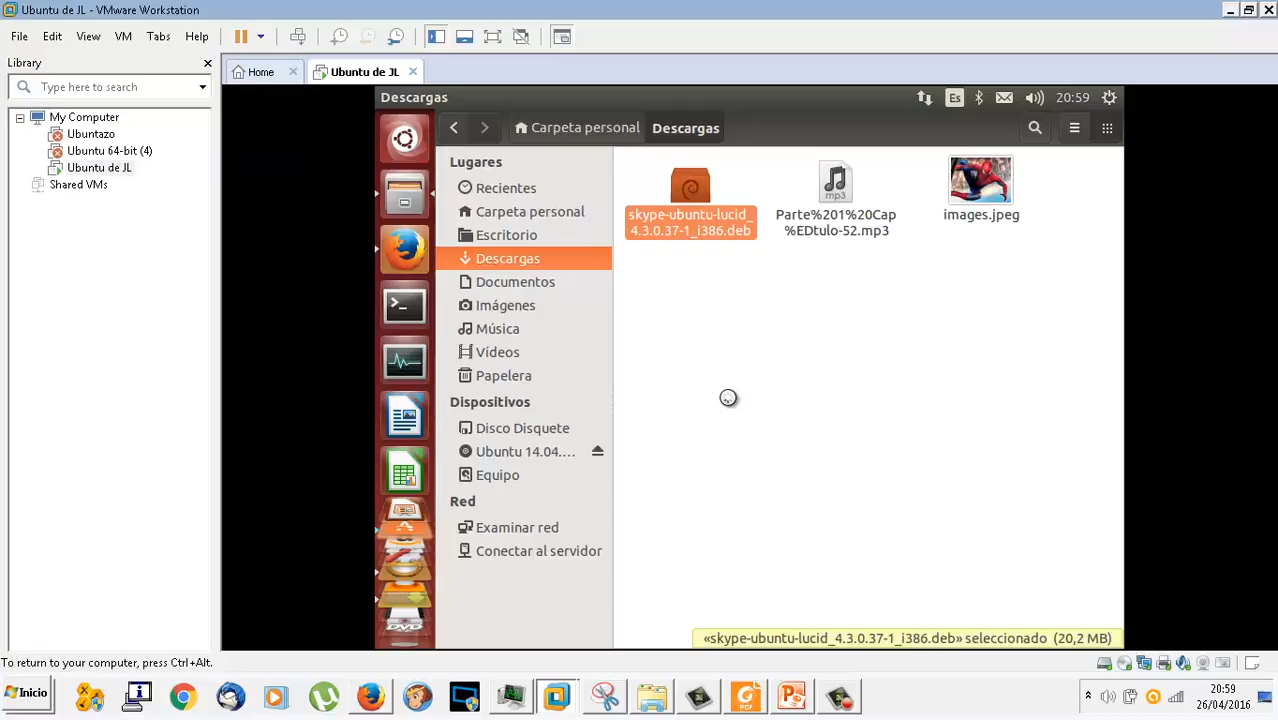 Ubuntu de JL - VMware Workstation
File Edit View VM Tabs Help
Library
Type here to search
My Computer
Ubuntazo
Ubuntu 64-bit (4)
Ubuntu de JL
Shared VMs
Home
Ubuntu de JL
Descargas
Es
20:59
Carpeta personal
Descargas
Lugares
Recientes
Carpeta personal
Escritorio
Descargas
Documentos
Imágenes
Música
Vídeos
Papelera
Dispositivos
Disco Disquete
Ubuntu 14.04....
Equipo
Red
Examinar red
Conectar al servidor
skype-ubuntu-lucid_
4.3.0.37-1_i386.deb
mp3
Parte%201%20Cap
%EDtulo-52.mp3
images.jpeg
«skype-ubuntu-lucid_4.3.0.37-1_i386.deb» seleccionado (20,2 MB)
To return to your computer, press Ctrl+Alt.
Inicio
PDF
20:59
26/04/2016